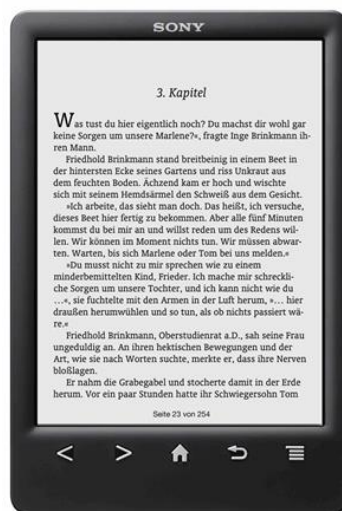 SONY
3. Kapitel
Was tust du hier eigentlich noch? Du machst dir wohl gar
keine Sorgen um unsere Marlene?«, fragte Inge Brinkmann ih-
ren Mann.
Friedhold Brinkmann stand breitbeinig in einem Beet in
der hintersten Ecke seines Gartens und riss Unkraut aus
dem feuchten Boden. Ächzend kam er hoch und wischte
sich mit seinem Hemdsärmel den Schweiß aus dem Gesicht.
»Ich arbeite, das sieht man doch. Das heißt, ich versuche,
dieses Beet hier fertig zu bekommen. Aber alle fünf Minuten
kommst du bei mir an und willst reden um des Redens wil-
len. Wir können im Moment nichts tun. Wir müssen abwar-
ten. Warten, bis sich Marlene oder Tom bei uns melden.«
»Du musst nicht zu mir sprechen wie zu einem
minderbemittelten Kind, Frieder. Ich mache mir schreckli-
che Sorgen um unsere Tochter, und ich kann nicht wie du
…«, sie fuchtelte mit den Armen in der Luft herum, »… hier
draußen herumwühlen und so tun, als ob nichts passiert wä-
re.«
Friedhold Brinkmann, Oberstudienrat a.D., sah seine Frau
ungeduldig an. An ihren hektischen Bewegungen und der
Art, wie sie nach Worten suchte, merkte er, dass ihre Nerven
bloßlagen.
Er nahm die Grabegabel und stocherte damit in der Erde
herum. Vor ein paar Stunden hatte ihr Schwiegersohn Tom
Seite 23 von 254